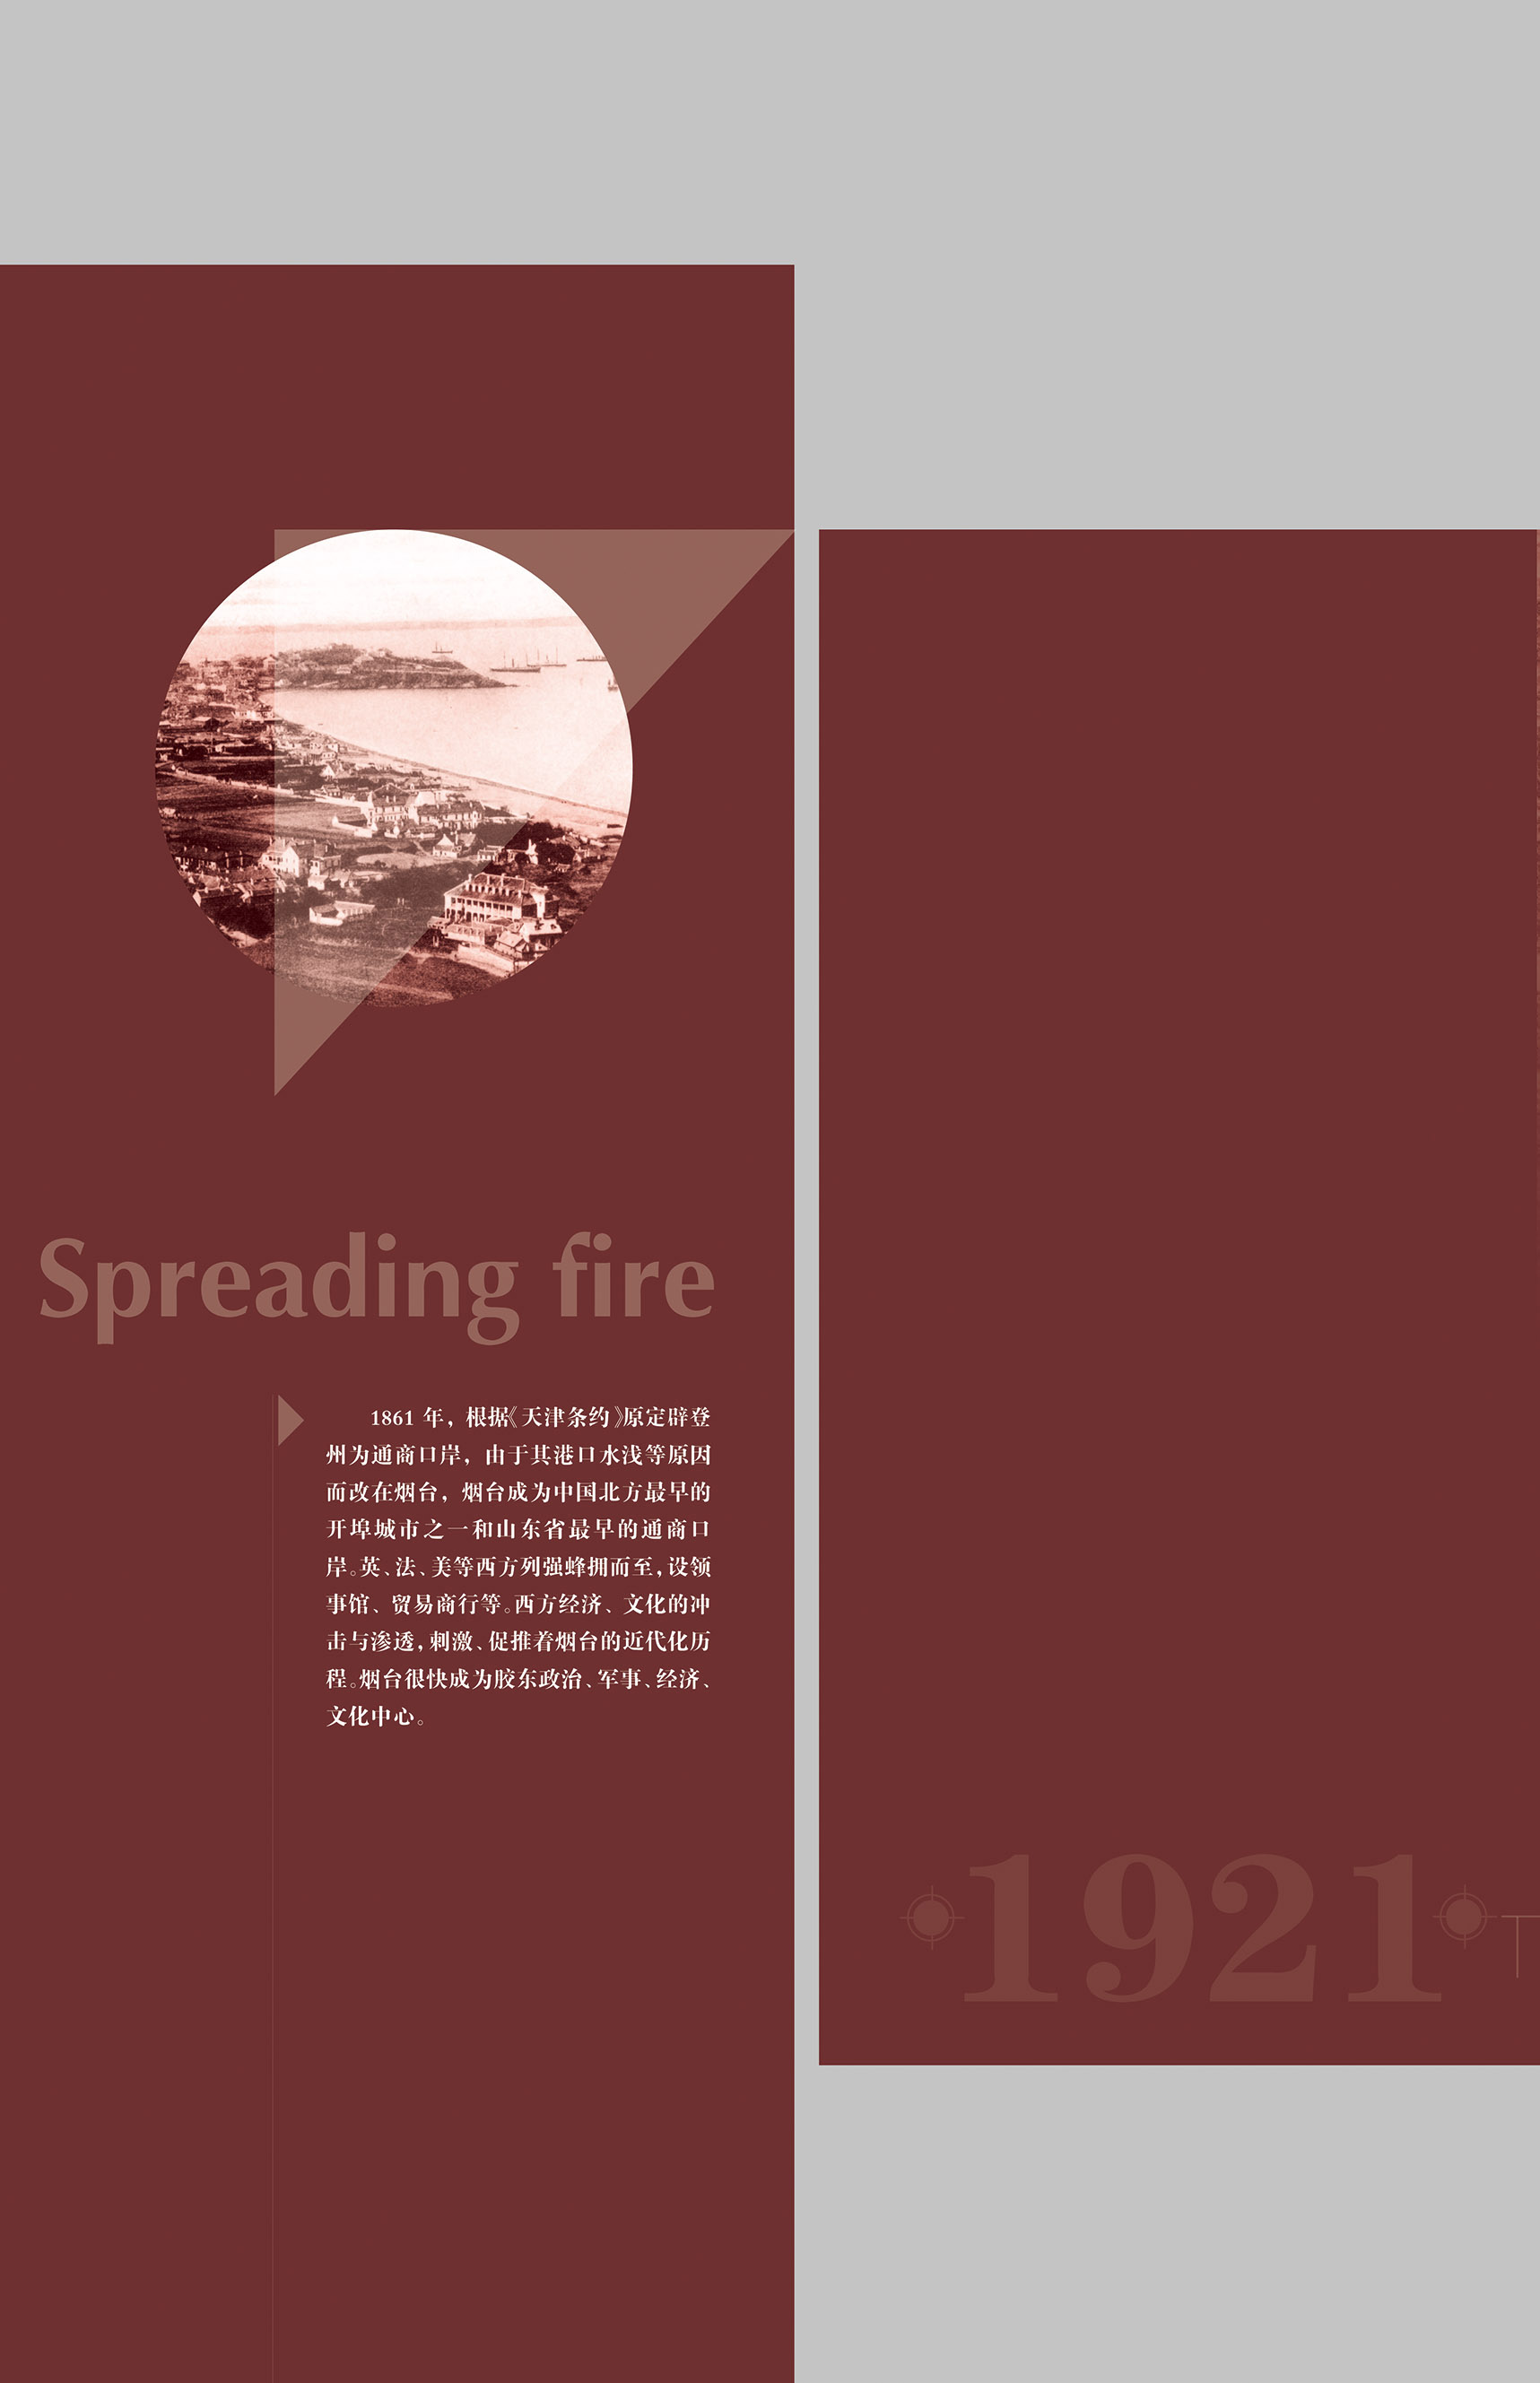 Spreading fire
1861 年，根据《天津条约》原定辟登
州为通商口岸，由于其港口水浅等原因
而改在烟台，烟台成为中国北方最早的
开埠城市之一和山东省最早的通商口
岸。英、法、美等西方列强蜂拥而至，设领
事馆、贸易商行等。西方经济、文化的冲
击与渗透，刺激、促推着烟台的近代化历
程。烟台很快成为胶东政治、军事、经济、
文化中心。
1921